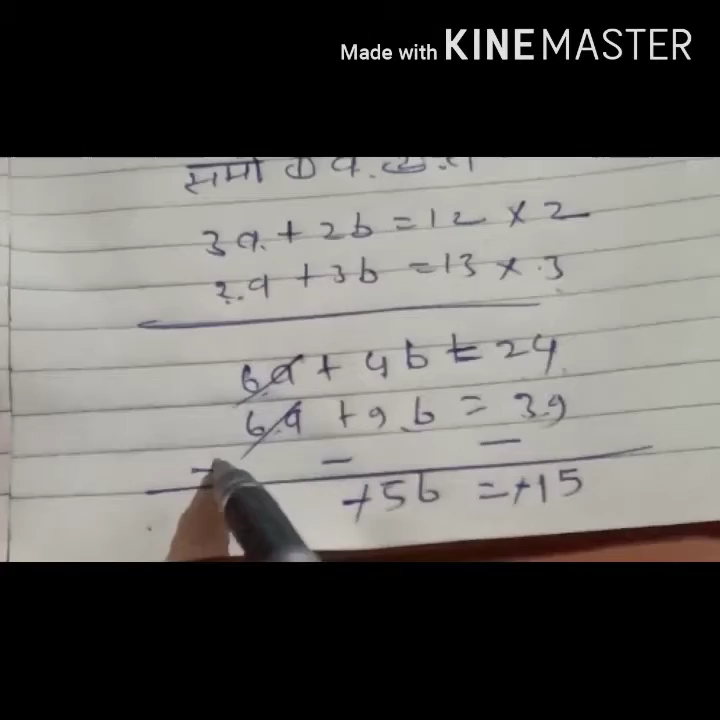 Made with KINEMASTER
समी
3a + 2b = 12 × 2
2a + 3b = 13 × 3
6a + 4b = 24
6a + 9b = 39
− − −
+5b = +15